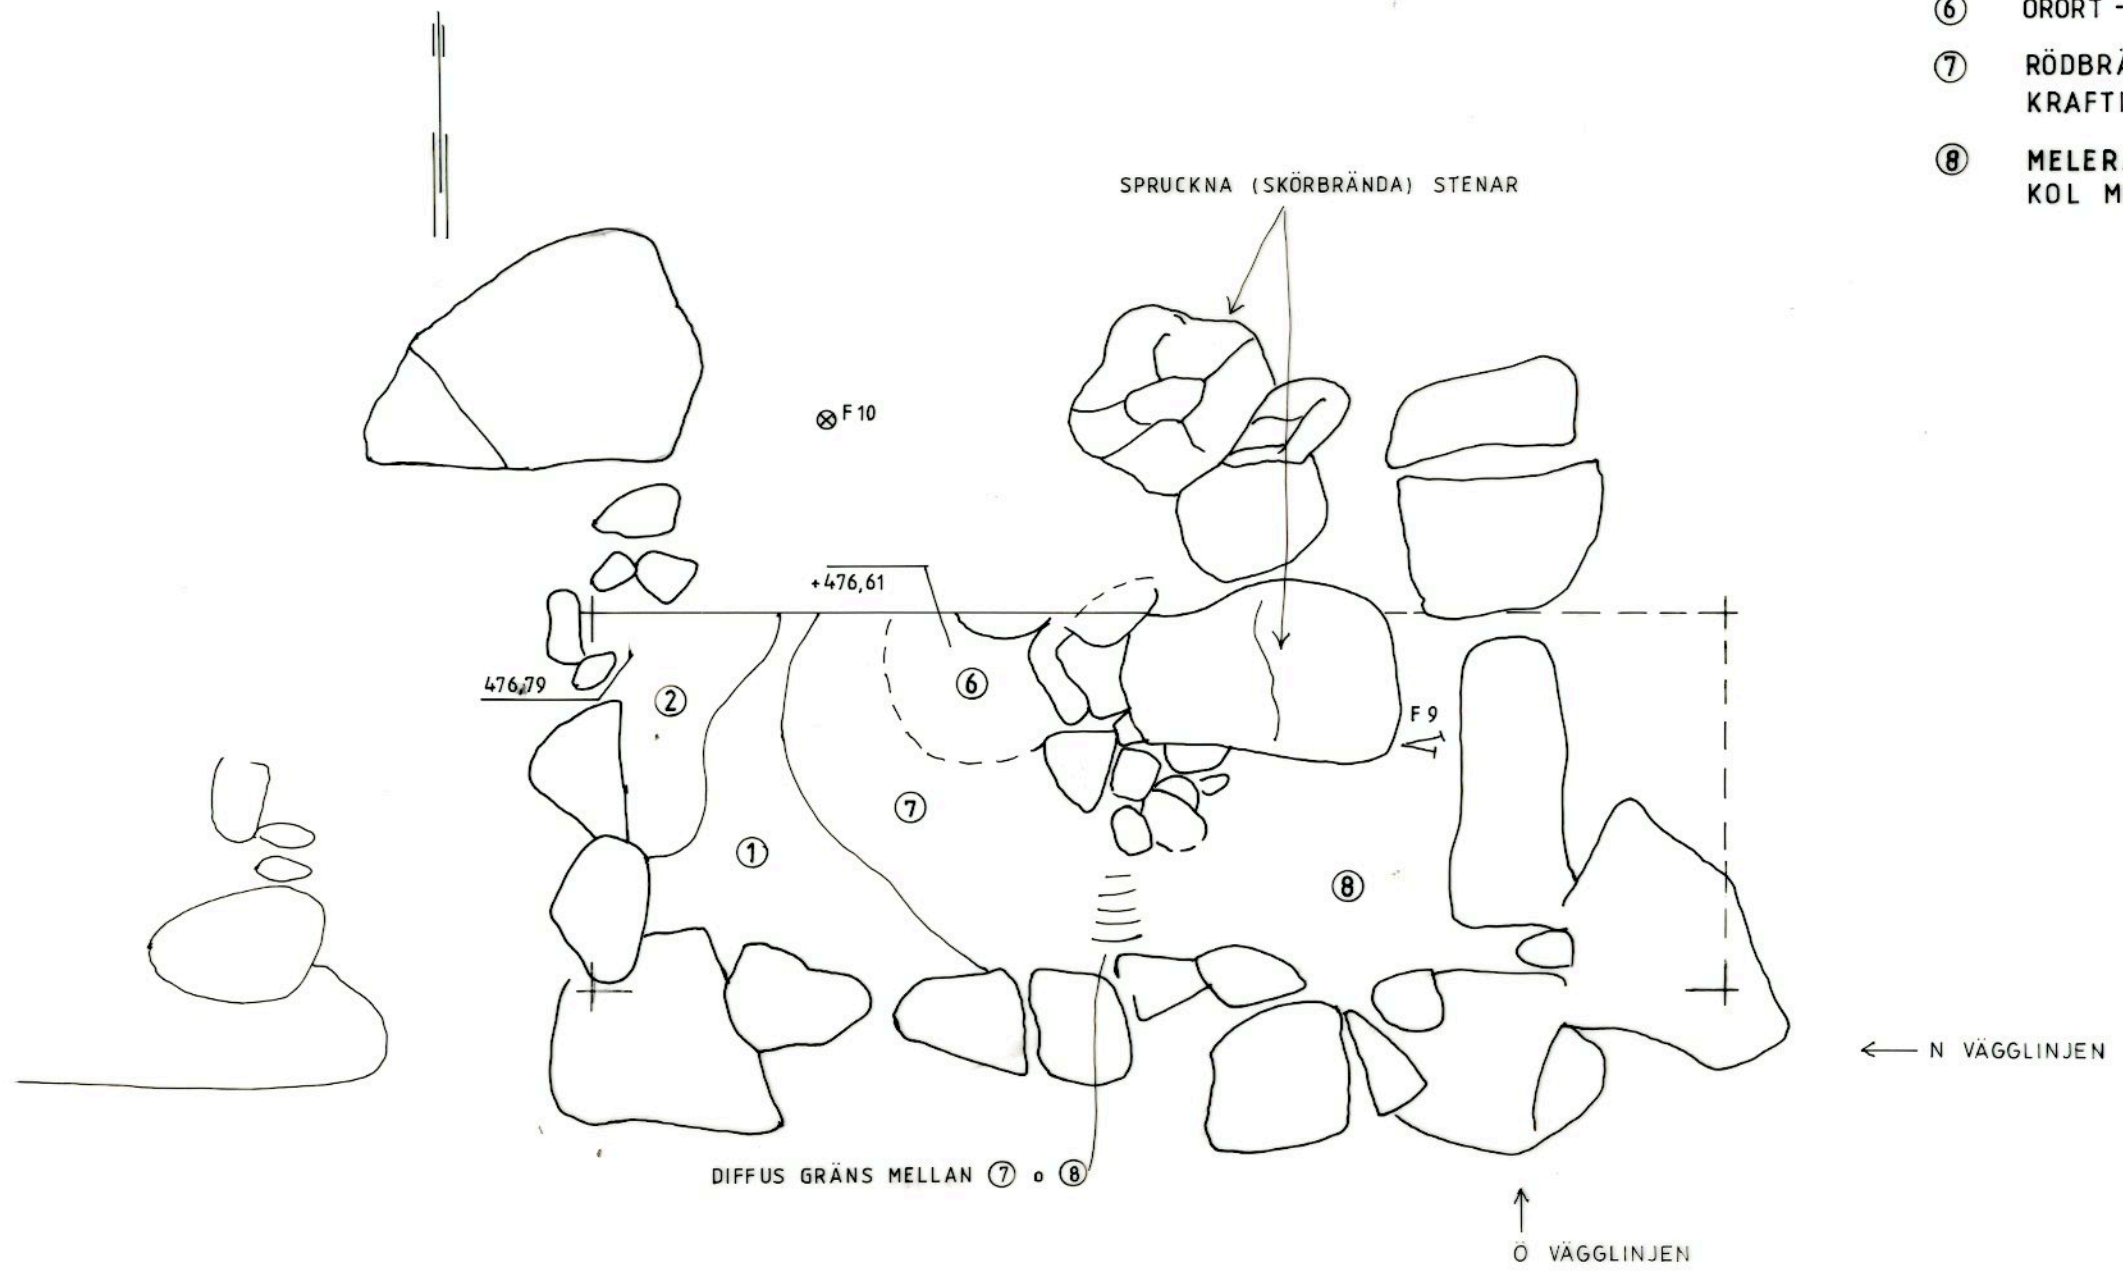 ⑥ ORÖRT -
⑦ RÖDBRÄ
KRAFTI
⑧ MELER
KOL M
SPRUCKNA (SKÖRBRÄNDA) STENAR
F 10
+476,61
476,79
②
⑥
F 9
⑦
①
⑧
N VÄGGLINJEN
DIFFUS GRÄNS MELLAN ⑦ o ⑧
Ö VÄGGLINJEN